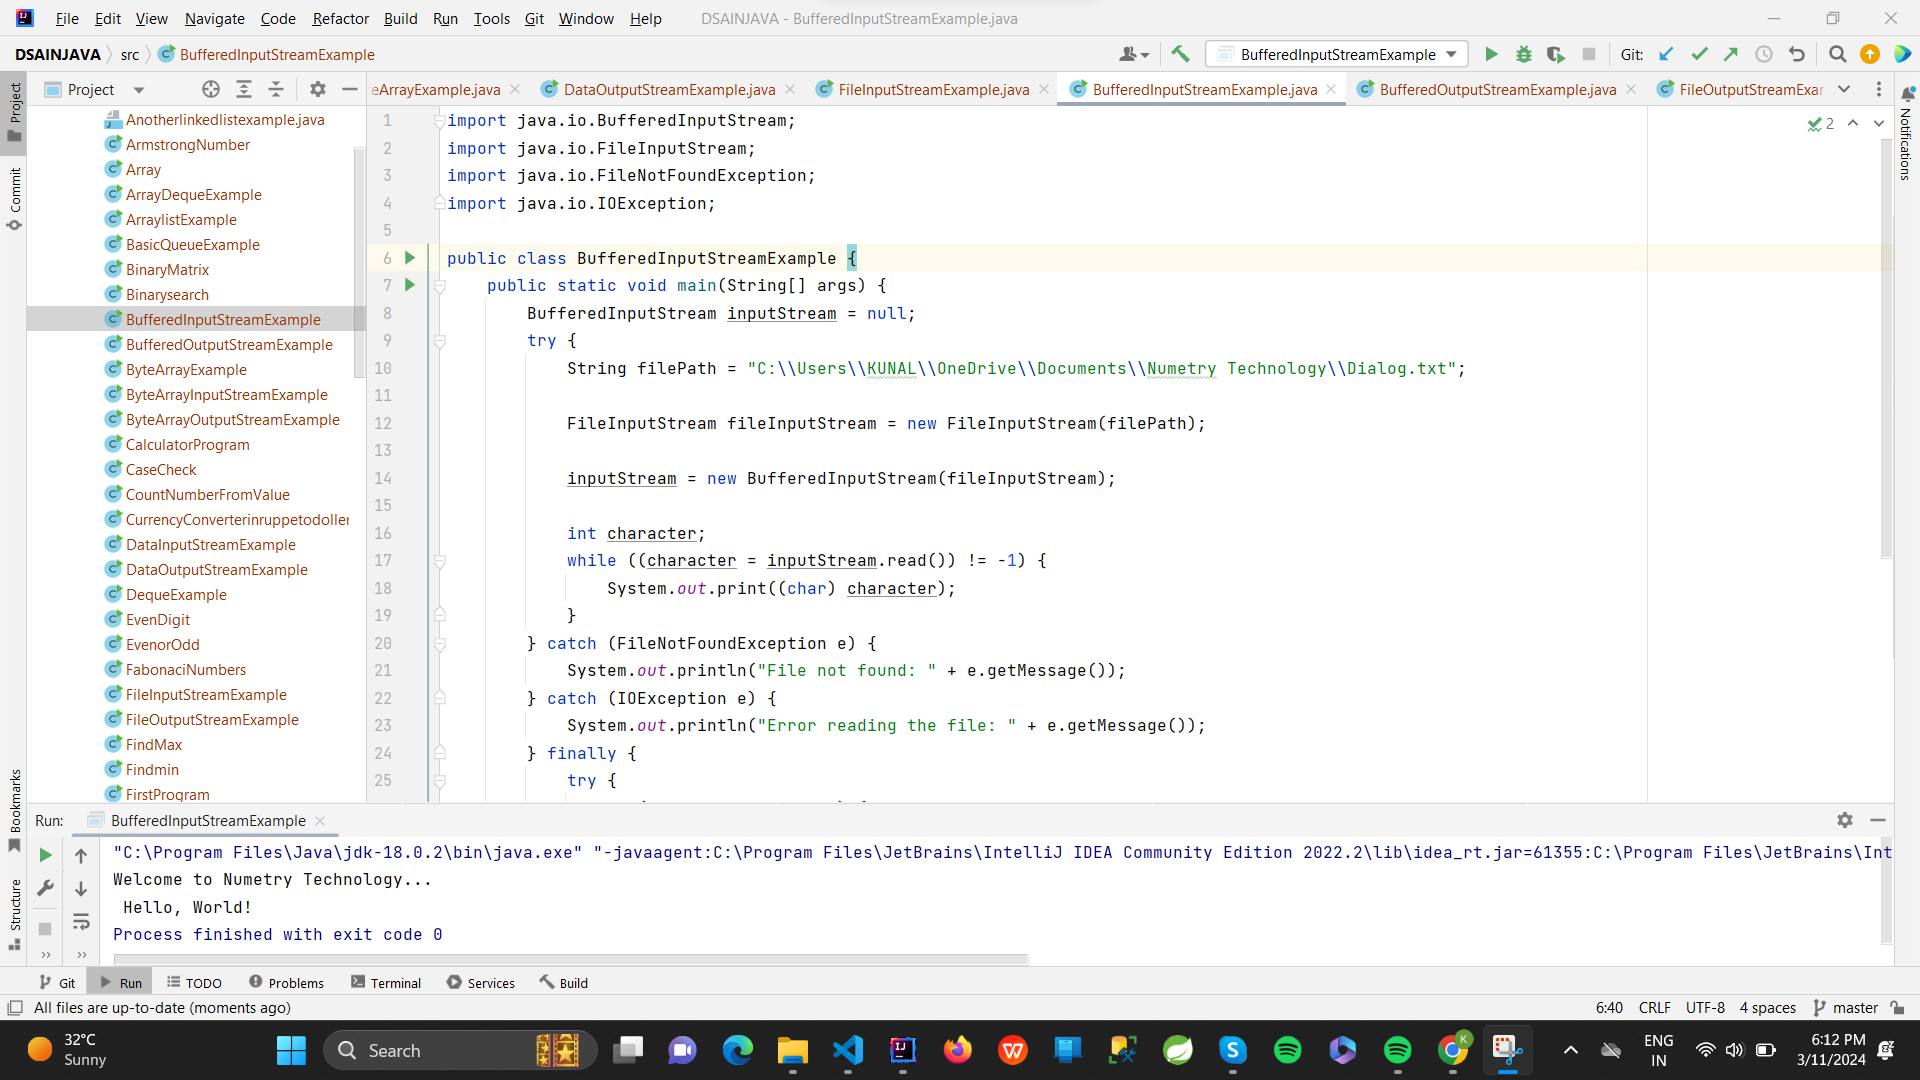 File Edit View Navigate Code Refactor Build Run Tools Git Window Help DSAINJAVA - BufferedInputStreamExample.java
DSAINJAVA src BufferedInputStreamExample BufferedInputStreamExample Git:
Project
eArrayExample.java DataOutputStreamExample.java FileInputStreamExample.java BufferedInputStreamExample.java BufferedOutputStreamExample.java FileOutputStreamExar
Project
Commit
Bookmarks
Structure
Notifications
Anotherlinkedlistexample.java
ArmstrongNumber
Array
ArrayDequeExample
ArraylistExample
BasicQueueExample
BinaryMatrix
Binarysearch
BufferedInputStreamExample
BufferedOutputStreamExample
ByteArrayExample
ByteArrayInputStreamExample
ByteArrayOutputStreamExample
CalculatorProgram
CaseCheck
CountNumberFromValue
CurrencyConverterinruppetodoller
DataInputStreamExample
DataOutputStreamExample
DequeExample
EvenDigit
EvenorOdd
FabonaciNumbers
FileInputStreamExample
FileOutputStreamExample
FindMax
Findmin
FirstProgram
2
1 import java.io.BufferedInputStream;
2 import java.io.FileInputStream;
3 import java.io.FileNotFoundException;
4 import java.io.IOException;
5
6 public class BufferedInputStreamExample {
7 public static void main(String[] args) {
8 BufferedInputStream inputStream = null;
9 try {
10 String filePath = "C:\\Users\\KUNAL\\OneDrive\\Documents\\Numetry Technology\\Dialog.txt";
11
12 FileInputStream fileInputStream = new FileInputStream(filePath);
13
14 inputStream = new BufferedInputStream(fileInputStream);
15
16 int character;
17 while ((character = inputStream.read()) != -1) {
18 System.out.print((char) character);
19 }
20 } catch (FileNotFoundException e) {
21 System.out.println("File not found: " + e.getMessage());
22 } catch (IOException e) {
23 System.out.println("Error reading the file: " + e.getMessage());
24 } finally {
25 try {
Run: BufferedInputStreamExample
"C:\Program Files\Java\jdk-18.0.2\bin\java.exe" "-javaagent:C:\Program Files\JetBrains\IntelliJ IDEA Community Edition 2022.2\lib\idea_rt.jar=61355:C:\Program Files\JetBrains\Int
Welcome to Numetry Technology...
Hello, World!
Process finished with exit code 0
Git Run TODO Problems Terminal Services Build
All files are up-to-date (moments ago) 6:40 CRLF UTF-8 4 spaces master
32°C
Sunny
Search
K
ENG
IN
6:12 PM
3/11/2024